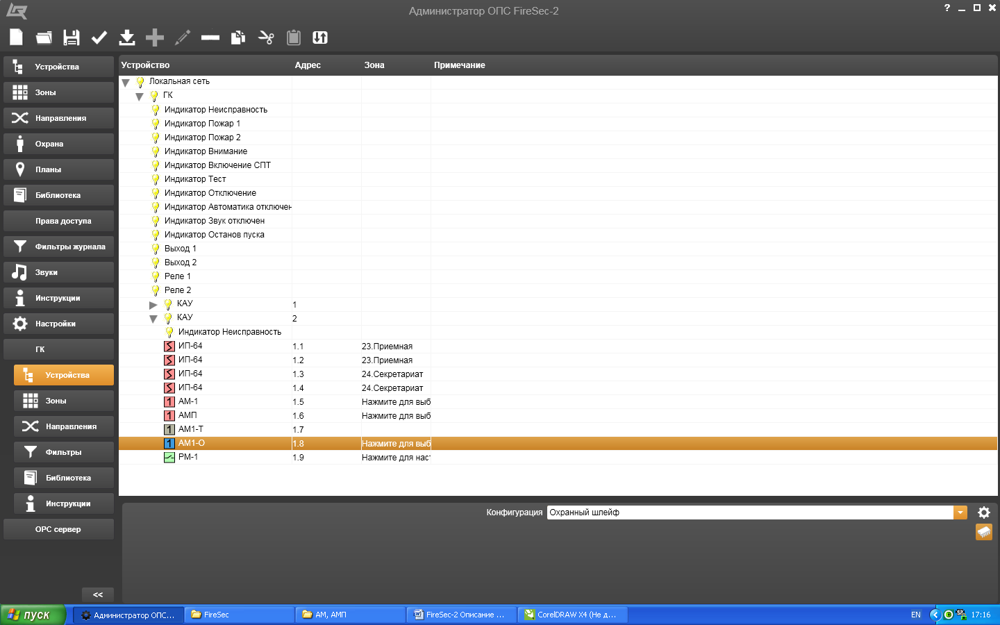 Администратор ОПС FireSec-2
?
Устройства
Зоны
Направления
Охрана
Планы
Библиотека
Права доступа
Фильтры журнала
Звуки
Инструкции
Настройки
ГК
Устройства
Зоны
Направления
Фильтры
Библиотека
Инструкции
OPC сервер
<<
Устройство Адрес Зона Примечание
Локальная сеть
ГК
Индикатор Неисправность
Индикатор Пожар 1
Индикатор Пожар 2
Индикатор Внимание
Индикатор Включение СПТ
Индикатор Тест
Индикатор Отключение
Индикатор Автоматика отключен
Индикатор Звук отключен
Индикатор Останов пуска
Выход 1
Выход 2
Реле 1
Реле 2
КАУ 1
КАУ 2
Индикатор Неисправность
ИП-64 1.1 23.Приемная
ИП-64 1.2 23.Приемная
ИП-64 1.3 24.Секретариат
ИП-64 1.4 24.Секретариат
1 АМ-1 1.5 Нажмите для выб
1 АМП 1.6 Нажмите для выб
1 АМ1-Т 1.7
1 АМ1-О 1.8 Нажмите для выб
РМ-1 1.9 Нажмите для наст
Конфигурация Охранный шлейф
пуск Администратор ОПС... FireSec АМ, АМП FireSec-2 Описание ... CorelDRAW X4 (Не д... EN 17:16